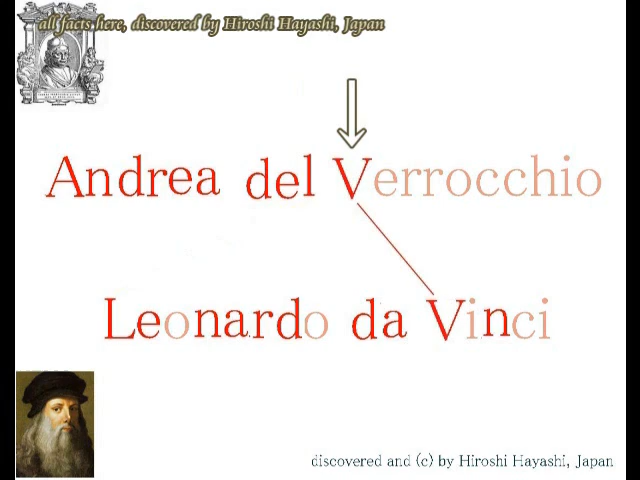 all facts here, discovered by Hiroshi Hayashi, Japan
Andrea del Verrocchio
Leonardo da Vinci
discovered and (c) by Hiroshi Hayashi, Japan